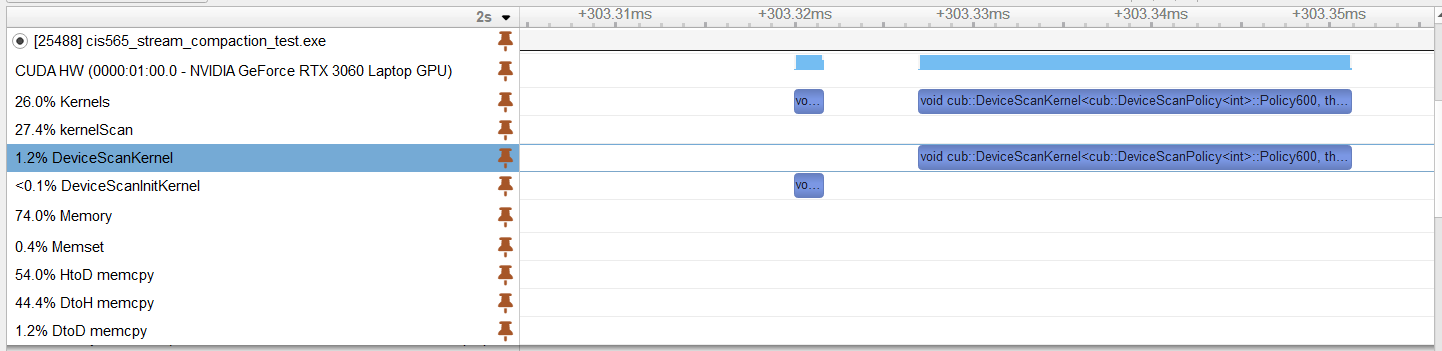 2s +303.31ms +303.32ms +303.33ms +303.34ms +303.35ms
[25488] cis565_stream_compaction_test.exe
CUDA HW (0000:01:00.0 - NVIDIA GeForce RTX 3060 Laptop GPU)
26.0% Kernels vo... void cub::DeviceScanKernel<cub::DeviceScanPolicy<int>::Policy600, th...
27.4% kernelScan
1.2% DeviceScanKernel void cub::DeviceScanKernel<cub::DeviceScanPolicy<int>::Policy600, th...
<0.1% DeviceScanInitKernel vo...
74.0% Memory
0.4% Memset
54.0% HtoD memcpy
44.4% DtoH memcpy
1.2% DtoD memcpy